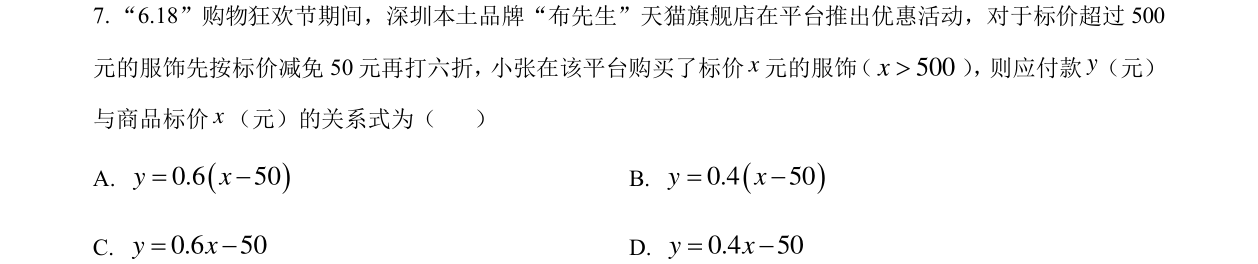 7. “6.18”购物狂欢节期间，深圳本土品牌“布先生”天猫旗舰店在平台推出优惠活动，对于标价超过 500
元的服饰先按标价减免 50 元再打六折，小张在该平台购买了标价 x 元的服饰（ x > 500 ），则应付款 y（元）
与商品标价 x （元）的关系式为（　　）
A. y = 0.6(x − 50)　　B. y = 0.4(x − 50)
C. y = 0.6x − 50　　D. y = 0.4x − 50